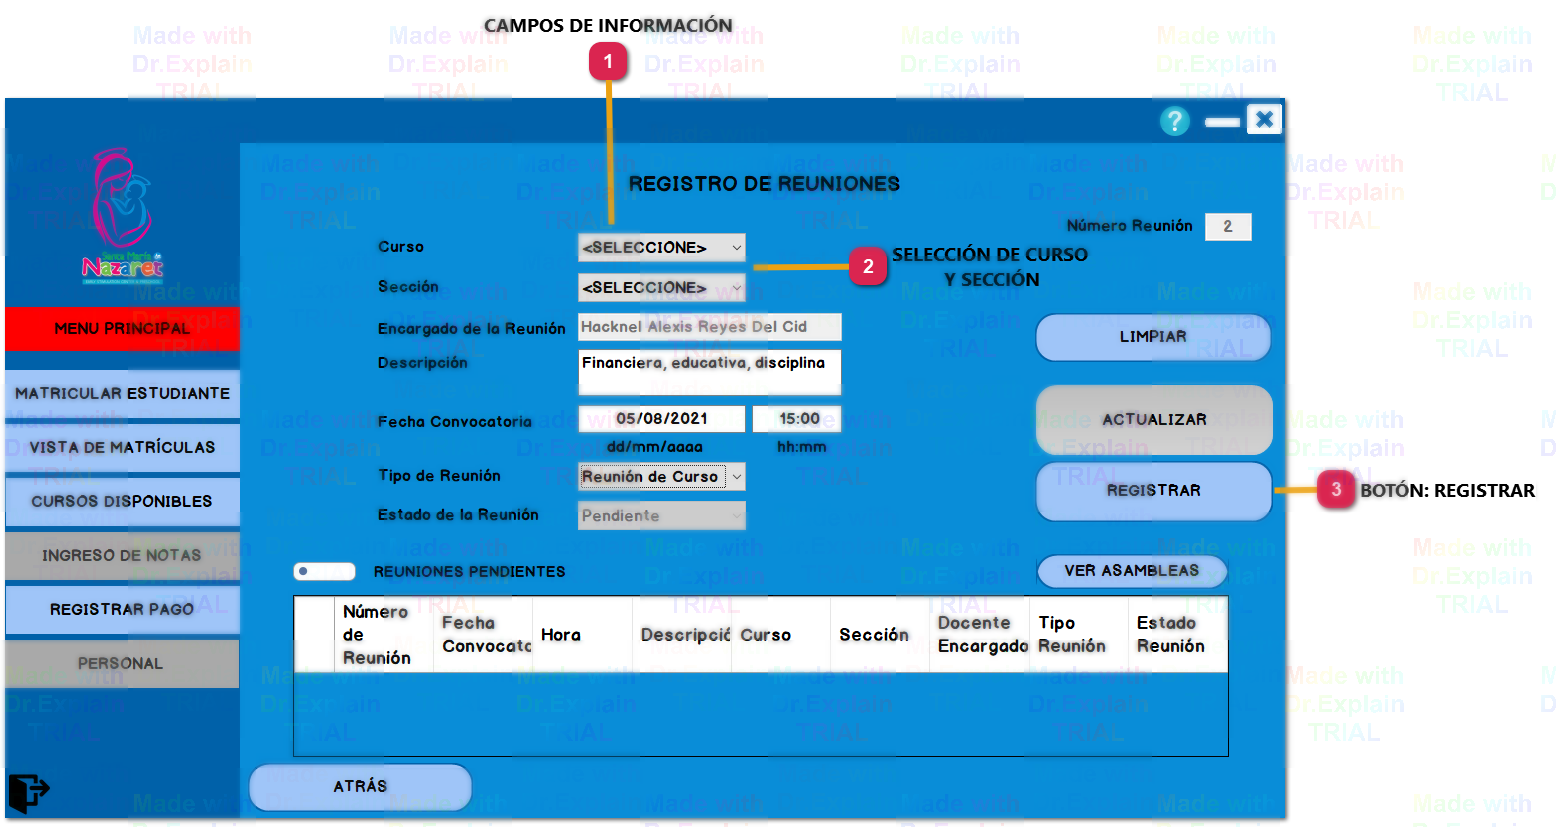 CAMPOS DE INFORMACIÓN
1
Made with
Dr.Explain
TRIAL
?
REGISTRO DE REUNIONES
Número Reunión 2
Santa María de
Nazaret
Curso <SELECCIONE>
2 SELECCIÓN DE CURSO
Y SECCIÓN
Sección <SELECCIONE>
MENU PRINCIPAL
Encargado de la Reunión Hacknel Alexis Reyes Del Cid
LIMPIAR
Descripción Financiera, educativa, disciplina
MATRICULAR ESTUDIANTE
Fecha Convocatoria 05/08/2021 15:00
ACTUALIZAR
dd/mm/aaaa hh:mm
VISTA DE MATRÍCULAS
Tipo de Reunión Reunión de Curso
REGISTRAR
3 BOTÓN: REGISTRAR
CURSOS DISPONIBLES
Estado de la Reunión Pendiente
INGRESO DE NOTAS
REUNIONES PENDIENTES
VER ASAMBLEAS
REGISTRAR PAGO
Número de Reunión
Fecha Convocato
Hora
Descripció
Curso
Sección
Docente Encargado
Tipo Reunión
Estado Reunión
PERSONAL
ATRÁS